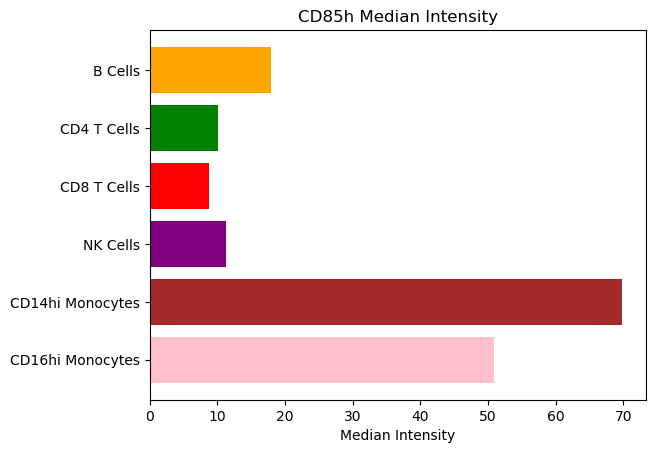 CD85h Median Intensity
B Cells
CD4 T Cells
CD8 T Cells
NK Cells
CD14hi Monocytes
CD16hi Monocytes
0 10 20 30 40 50 60 70
Median Intensity